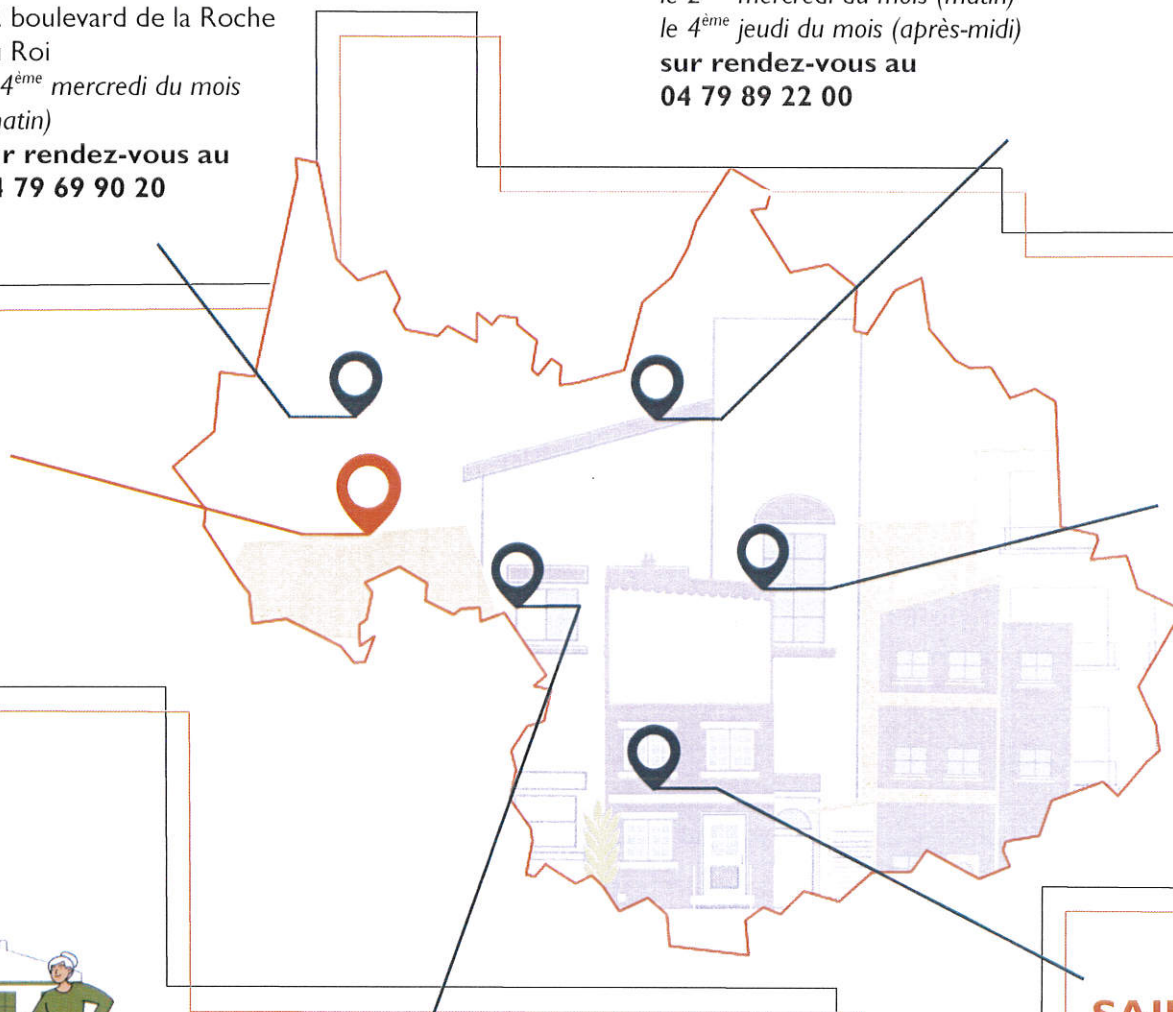 boulevard de la Roche
Roi
4ème mercredi du mois
rendez-vous au
79 69 90 20
mercredi du mois (matin)
le 4ème jeudi du mois (après-midi)
sur rendez-vous au
04 79 89 22 00